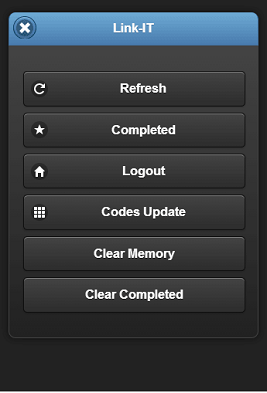 Link-IT
Refresh
Completed
Logout
Codes Update
Clear Memory
Clear Completed